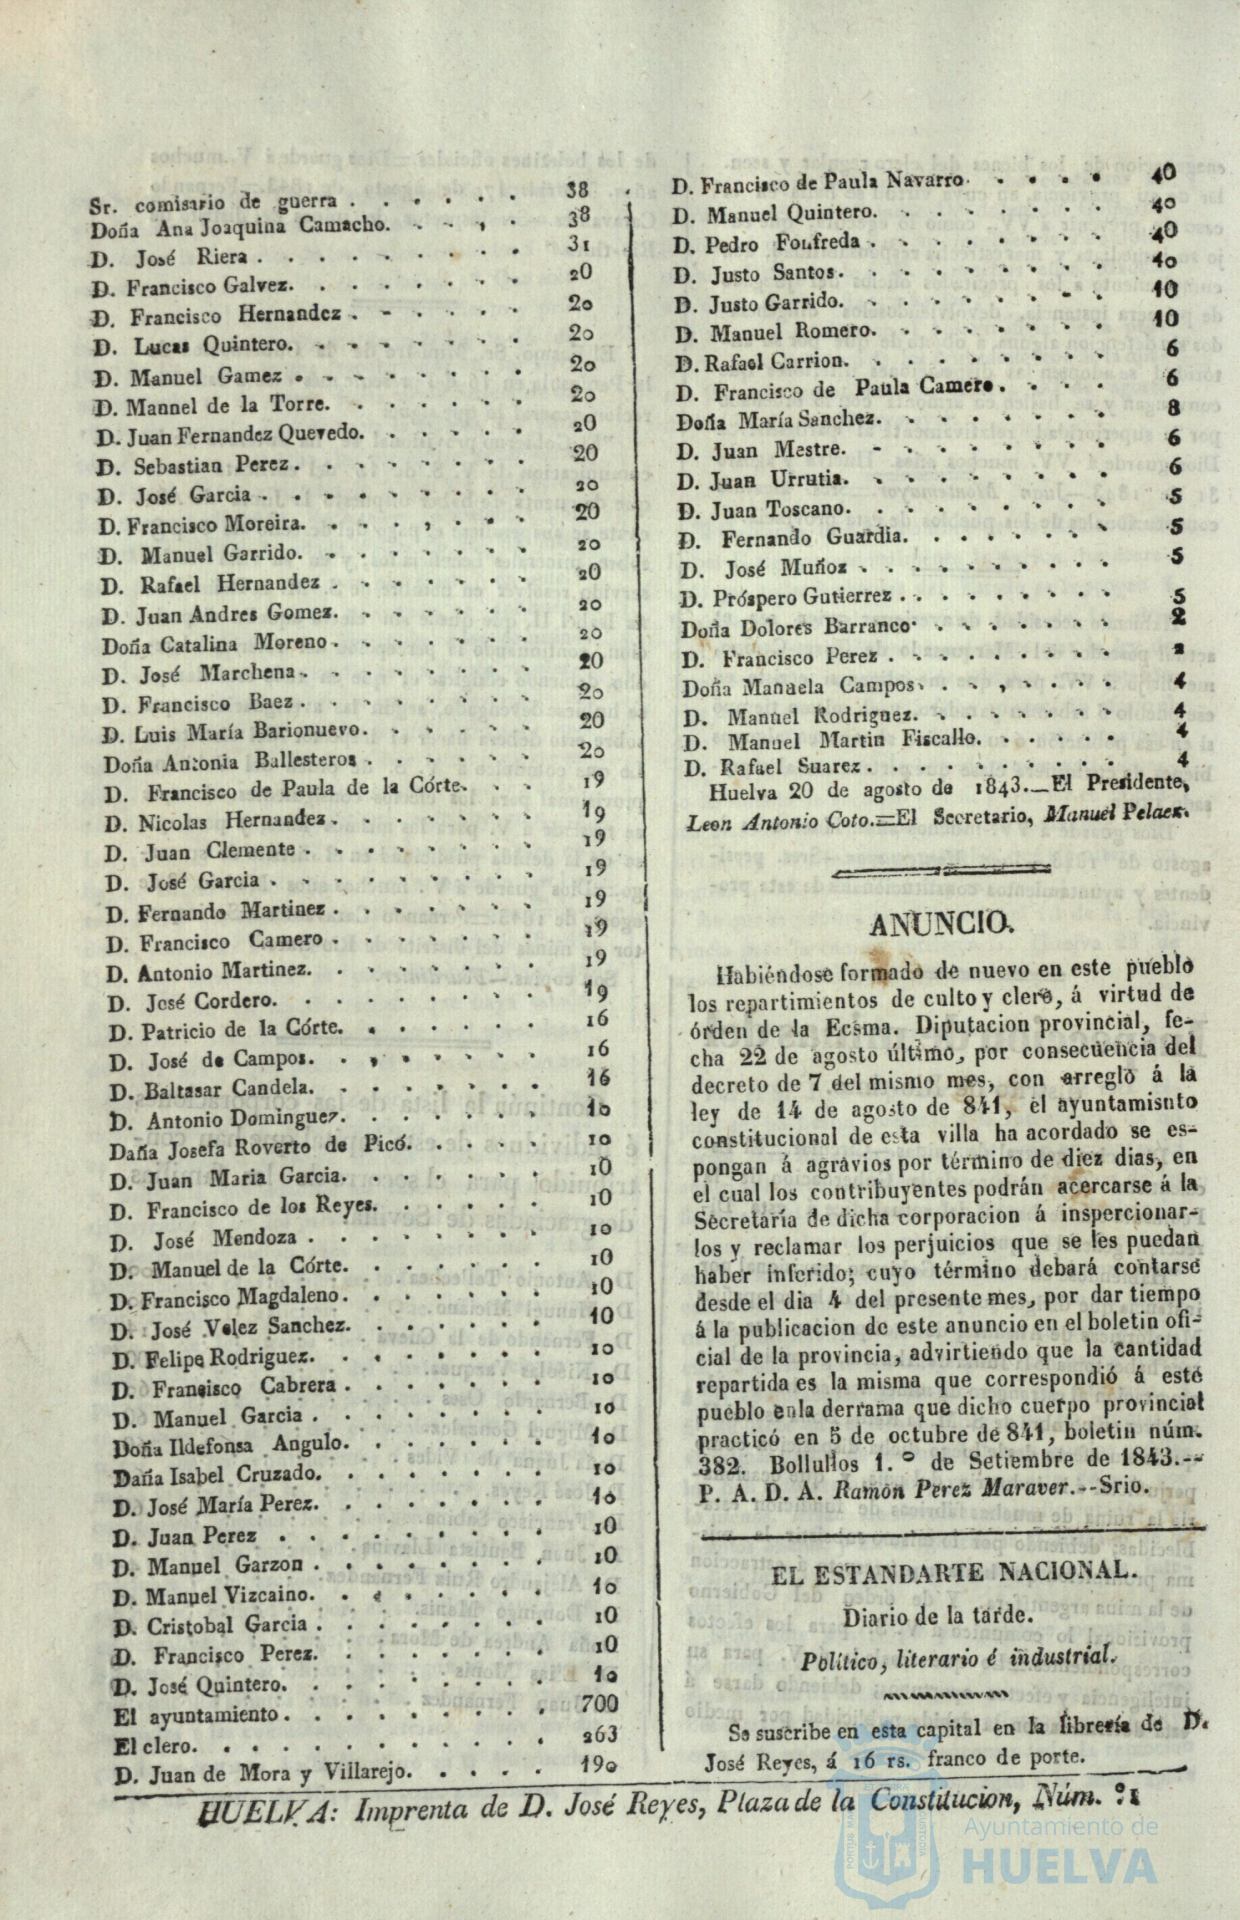 Sr. comisario de guerra . . . . . . 38
Doña Ana Joaquina Camacho. . . . . 38
D. José Riera . . . . . . . . . 31
D. Francisco Galvez. . . . . . . . 20
D. Francisco Hernandez . . . . . . 20
D. Lucas Quintero. . . . . . . . 20
D. Manuel Gamez . . . . . . . . 20
D. Mannel de la Torre. . . . . . . 20
D. Juan Fernandez Quevedo. . . . . . 20
D. Sebastian Perez. . . . . . . . 20
D. José Garcia . . . . . . . . . 20
D. Francisco Moreira. . . . . . . . 20
D. Manuel Garrido. . . . . . . . 20
D. Rafael Hernandez . . . . . . . 20
D. Juan Andres Gomez. . . . . . . 20
Doña Catalina Moreno . . . . . . . 20
D. José Marchena . . . . . . . . 20
D. Francisco Baez . . . . . . . . 20
D. Luis María Barionuevo. . . . . . 20
Doña Antonia Ballesteros . . . . . . 20
D. Francisco de Paula de la Córte. . . 19
D. Nicolas Hernandez . . . . . . . 19
D. Juan Clemente . . . . . . . . 19
D. José Garcia . . . . . . . . . 19
D. Fernando Martinez . . . . . . . 19
D. Francisco Camero . . . . . . . 19
D. Antonio Martinez. . . . . . . . 19
D. José Cordero. . . . . . . . . 19
D. Patricio de la Córte. . . . . . . 16
D. José de Campos. . . . . . . . 16
D. Baltasar Candela. . . . . . . . 16
D. Antonio Dominguez. . . . . . . 10
Daña Josefa Roverto de Picó. . . . . 10
D. Juan Maria Garcia. . . . . . . 10
D. Francisco de los Reyes. . . . . . 10
D. José Mendoza . . . . . . . . 10
D. Manuel de la Córte. . . . . . . 10
D. Francisco Magdaleno. . . . . . . 10
D. José Velez Sanchez. . . . . . . 10
D. Felipe Rodriguez. . . . . . . . 10
D. Francisco Cabrera . . . . . . . 10
D. Manuel Garcia . . . . . . . . 10
Doña Ildefonsa Angulo. . . . . . . 10
Daña Isabel Cruzado. . . . . . . . 10
D. José María Perez. . . . . . . . 10
D. Juan Perez . . . . . . . . . 10
D. Manuel Garzon . . . . . . . . 10
D. Manuel Vizcaino. . . . . . . . 10
D. Cristobal Garcia . . . . . . . . 10
D. Francisco Perez. . . . . . . . 10
D. José Quintero. . . . . . . . . 10
El ayuntamiento . . . . . . . . . 700
El clero. . . . . . . . . . . . 263
D. Juan de Mora y Villarejo. . . . . 190
D. Francisco de Paula Navarro . . . . 40
D. Manuel Quintero. . . . . . . . 40
D. Pedro Foufreda . . . . . . . . 40
D. Justo Santos. . . . . . . . . 40
D. Justo Garrido. . . . . . . . . 10
D. Manuel Romero. . . . . . . . 10
D. Rafael Carrion. . . . . . . . . 6
D. Francisco de Paula Camero. . . . 6
Doña María Sanchez. . . . . . . . 8
D. Juan Mestre. . . . . . . . . 6
D. Juan Urrutia. . . . . . . . . 6
D. Juan Toscano. . . . . . . . . 5
D. Fernando Guardia. . . . . . . . 5
D. José Muñoz . . . . . . . . . 5
D. Próspero Gutierrez . . . . . . . 5
Doña Dolores Barranco . . . . . . . 2
D. Francisco Perez . . . . . . . . 2
Doña Manuela Campos . . . . . . . 4
D. Manuel Rodriguez. . . . . . . . 4
D. Manuel Martin Fiscallo. . . . . . 4
D. Rafael Suarez . . . . . . . . . 4
Huelva 20 de agosto de 1843.—El Presidente,
Leon Antonio Coto.=El Secretario, Manuel Pelaez.
ANUNCIO.
Habiéndose formado de nuevo en este pueblo
los repartimientos de culto y clero, á virtud de
órden de la Ecsma. Diputacion provincial, fe-
cha 22 de agosto último, por consecuencia del
decreto de 7 del mismo mes, con arreglo á la
ley de 14 de agosto de 841, el ayuntamisnto
constitucional de esta villa ha acordado se es-
pongan á agravios por término de diez dias, en
el cual los contribuyentes podrán acercarse á la
Secretaría de dicha corporacion á inspercionar-
los y reclamar los perjuicios que se les puedan
haber inferido; cuyo término debará contarse
desde el dia 4 del presente mes, por dar tiempo
á la publicacion de este anuncio en el boletin ofi-
cial de la provincia, advirtiendo que la cantidad
repartida es la misma que correspondió á este
pueblo enla derrama que dicho cuerpo provincial
practicó en 5 de octubre de 841, boletin núm.
382. Bollullos 1.º de Setiembre de 1843.--
P. A. D. A. Ramon Perez Maraver.--Srio.
EL ESTANDARTE NACIONAL.
Diario de la tarde.
Político, literario é industrial.
Se suscribe en esta capital en la librería de D.
José Reyes, á 16 rs. franco de porte.
HUELVA: Imprenta de D. José Reyes, Plaza de la Constitucion, Núm. 21
Ayuntamiento de
HUELVA